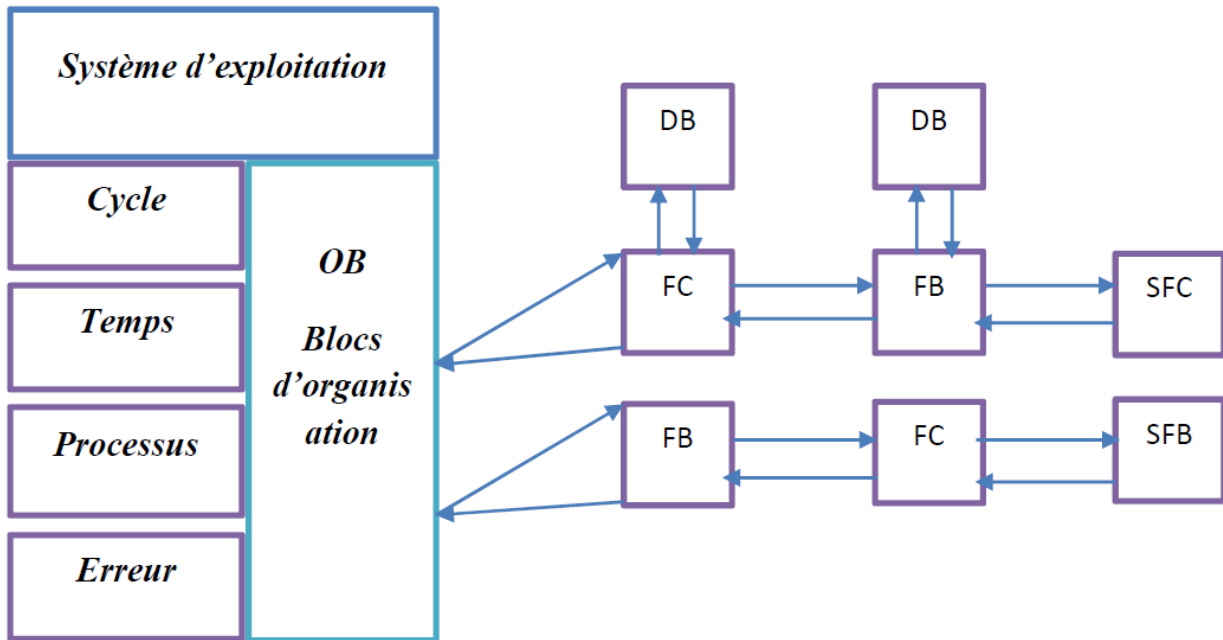 Système d’exploitation
Cycle
Temps
Processus
Erreur
OB
Blocs
d’organis
ation
DB
DB
FC
FB
SFC
FB
FC
SFB